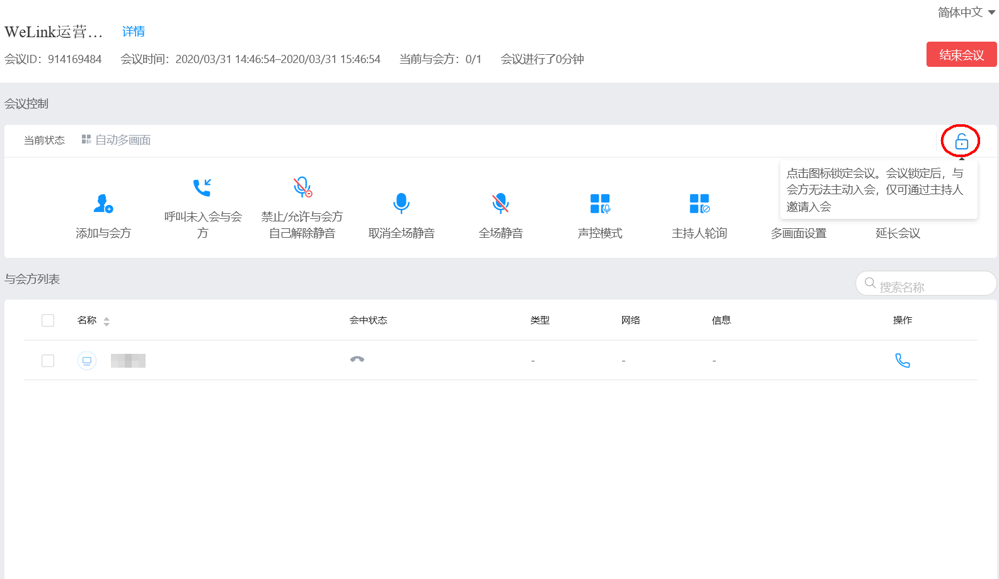 简体中文
WeLink运营... 详情
会议ID：914169484 会议时间：2020/03/31 14:46:54–2020/03/31 15:46:54 当前与会方：0/1 会议进行了0分钟
结束会议
会议控制
当前状态 自动多画面
点击图标锁定会议。会议锁定后，与
会方无法主动入会，仅可通过主持人
邀请入会
添加与会方
呼叫未入会与会
方
禁止/允许与会方
自己解除静音
取消全场静音
全场静音
声控模式
主持人轮询
多画面设置
延长会议
与会方列表
搜索名称
名称 会中状态 类型 网络 信息 操作
- - -